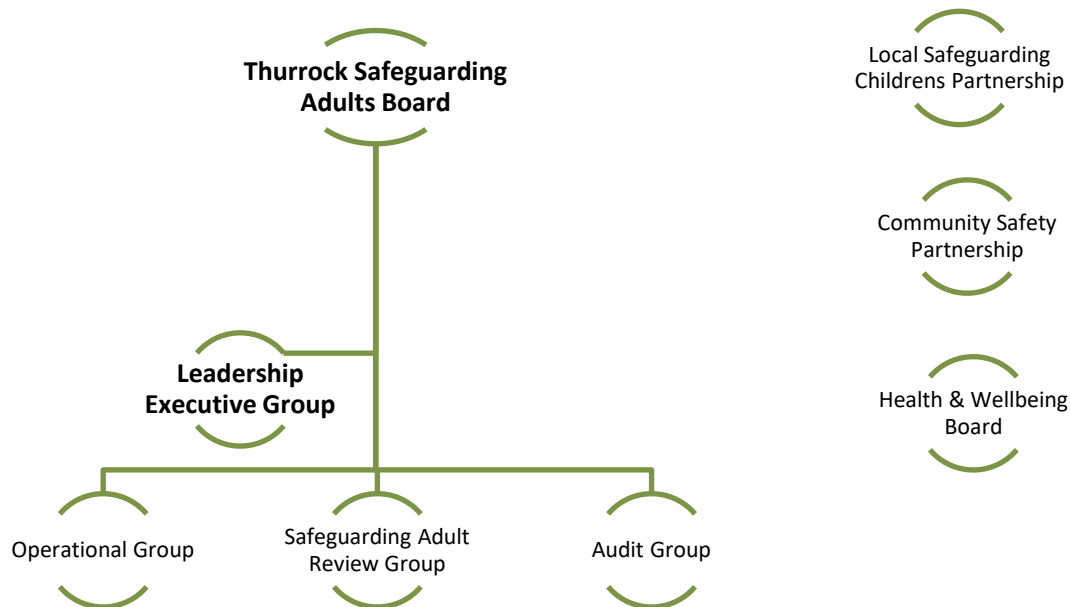 Thurrock Safeguarding
Adults Board
Local Safeguarding
Childrens Partnership
Community Safety
Partnership
Leadership
Executive Group
Health & Wellbeing
Board
Operational Group
Safeguarding Adult
Review Group
Audit Group